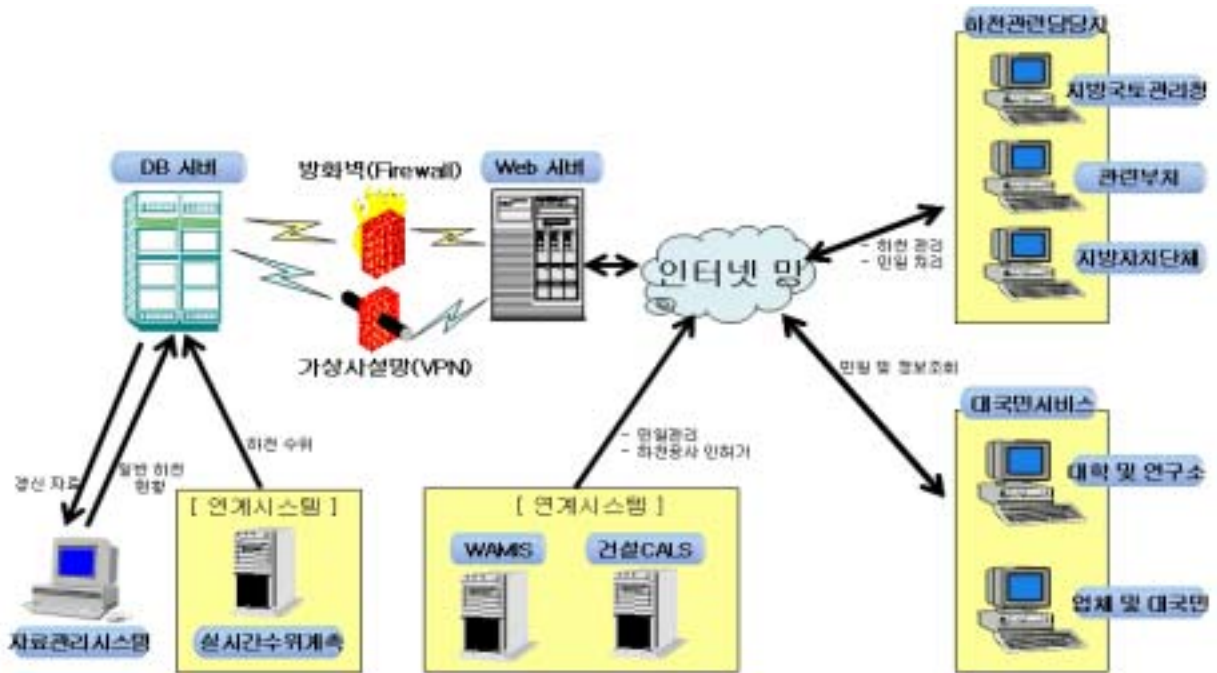 하천관련담당자
지방국토관리청
관련부처
지방자치단체
DB 서버
방화벽(Firewall)
Web 서버
인터넷 망
- 하천 관리
- 민원 처리
가상사설망(VPN)
민원 및 정보조회
대국민서비스
대학 및 연구소
업체 및 대국민
갱신 자료
일반 하천
현황
하천 수위
- 민원관리
- 하천공사 인허가
[ 연계시스템 ]
실시간수위계측
자료관리시스템
[ 연계시스템 ]
WAMIS
건설CALS